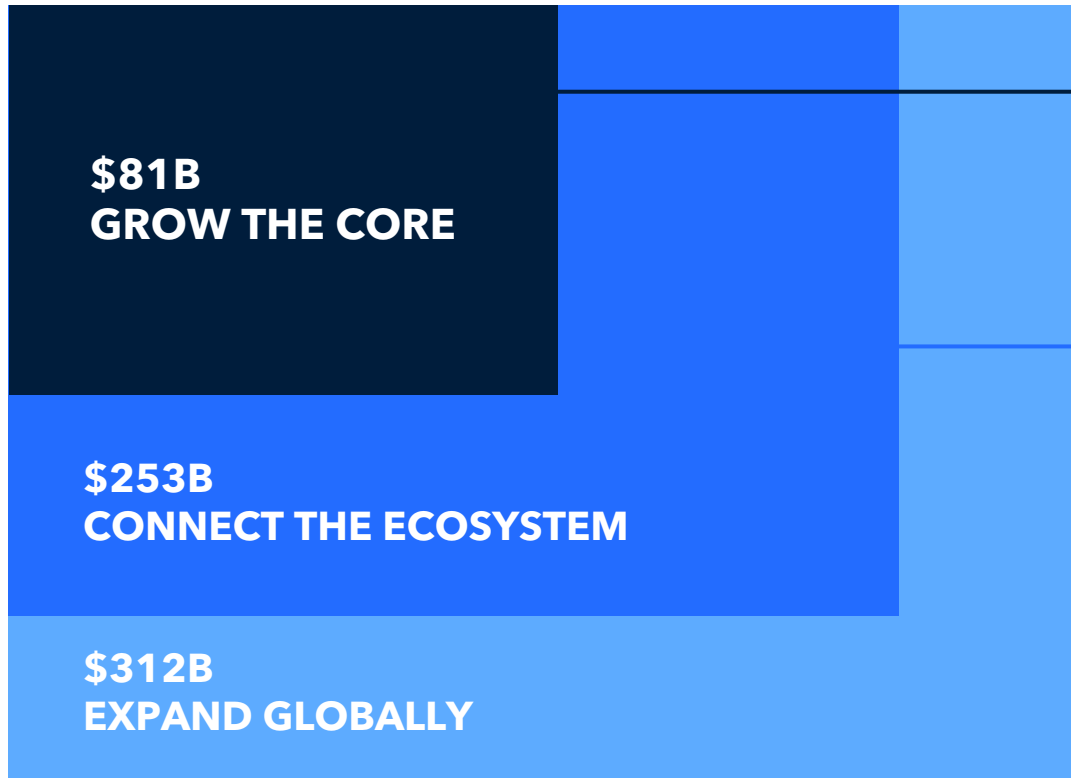 $81B
GROW THE CORE
$253B
CONNECT THE ECOSYSTEM
$312B
EXPAND GLOBALLY